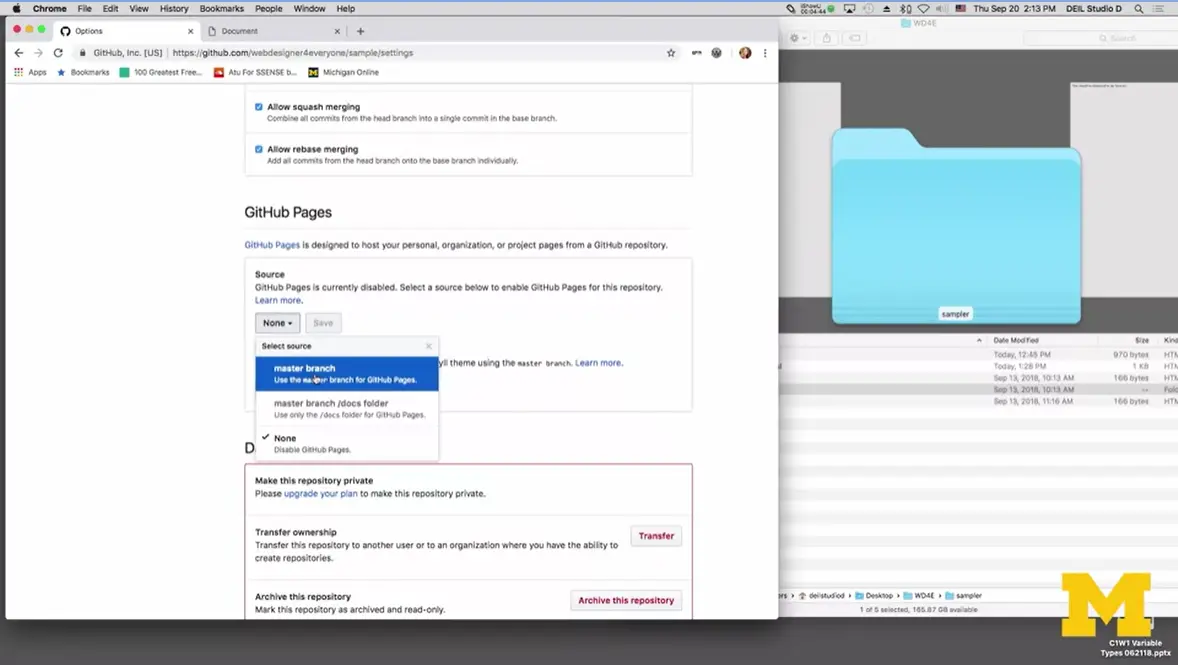 Chrome File Edit View History Bookmarks People Window Help
00:04:44
Thu Sep 20 2:13 PM DEIL Studio D
Options
Document
GitHub, Inc. [US] https://github.com/webdesigner4everyone/sample/settings
Apps Bookmarks 100 Greatest Free... Atu For SSENSE b... Michigan Online
WD4E
Search
Allow squash merging
Combine all commits from the head branch into a single commit in the base branch.
Allow rebase merging
Add all commits from the head branch onto the base branch individually.
GitHub Pages
GitHub Pages is designed to host your personal, organization, or project pages from a GitHub repository.
Source
GitHub Pages is currently disabled. Select a source below to enable GitHub Pages for this repository.
Learn more.
None Save
Select source
master branch
Use the master branch for GitHub Pages.
yll theme using the master branch. Learn more.
master branch /docs folder
Use only the /docs folder for GitHub Pages.
None
Disable GitHub Pages.
D
Make this repository private
Please upgrade your plan to make this repository private.
Transfer ownership
Transfer this repository to another user or to an organization where you have the ability to
create repositories.
Transfer
Archive this repository
Mark this repository as archived and read-only.
Archive this repository
sampler
Date Modified Size Kin
Today, 12:45 PM 970 bytes HTM
Today, 1:28 PM 1 KB HTM
Sep 13, 2018, 10:13 AM 166 bytes HTM
Sep 13, 2018, 10:13 AM -- Fold
Sep 13, 2018, 11:16 AM 166 bytes HTM
deilstudiod Desktop WD4E sampler
1 of 5 selected, 165.87 GB available
M
C1W1 Variable
Types 062118.pptx